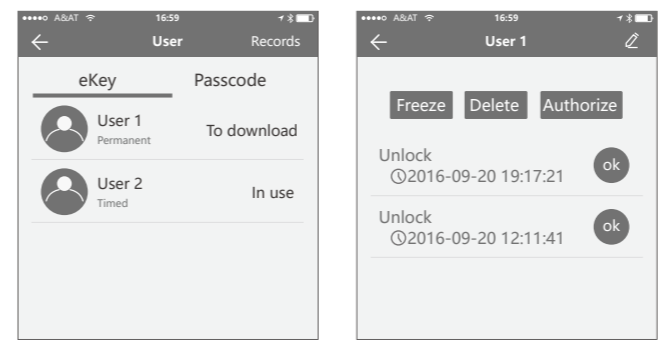 A&AT 16:59
User Records
eKey Passcode
User 1
Permanent
To download
User 2
Timed
In use
A&AT 16:59
User 1
Freeze Delete Authorize
Unlock
2016-09-20 19:17:21
ok
Unlock
2016-09-20 12:11:41
ok